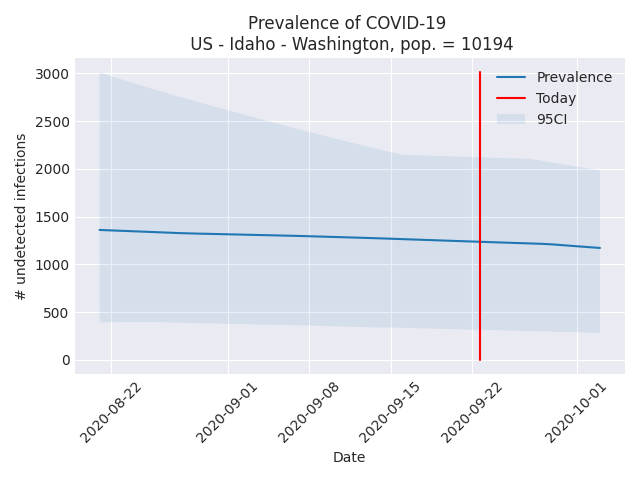 Prevalence of COVID-19
US - Idaho - Washington, pop. = 10194
3000
2500
2000
1500
1000
500
0
# undetected infections
Prevalence
Today
95CI
2020-08-22
2020-09-01
2020-09-08
2020-09-15
2020-09-22
2020-10-01
Date